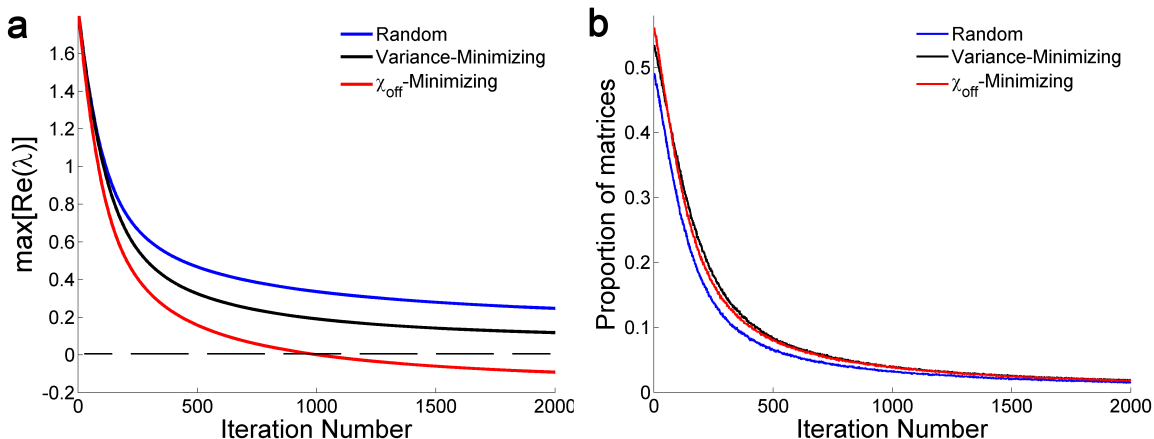 a
Random
Variance-Minimizing
χoff-Minimizing
max[Re(λ)]
1.6
1.4
1.2
1
0.8
0.6
0.4
0.2
0
-0.2
0
500
1000
1500
2000
Iteration Number
b
Random
Variance-Minimizing
χoff-Minimizing
Proportion of matrices
0.5
0.4
0.3
0.2
0.1
0
0
500
1000
1500
2000
Iteration Number